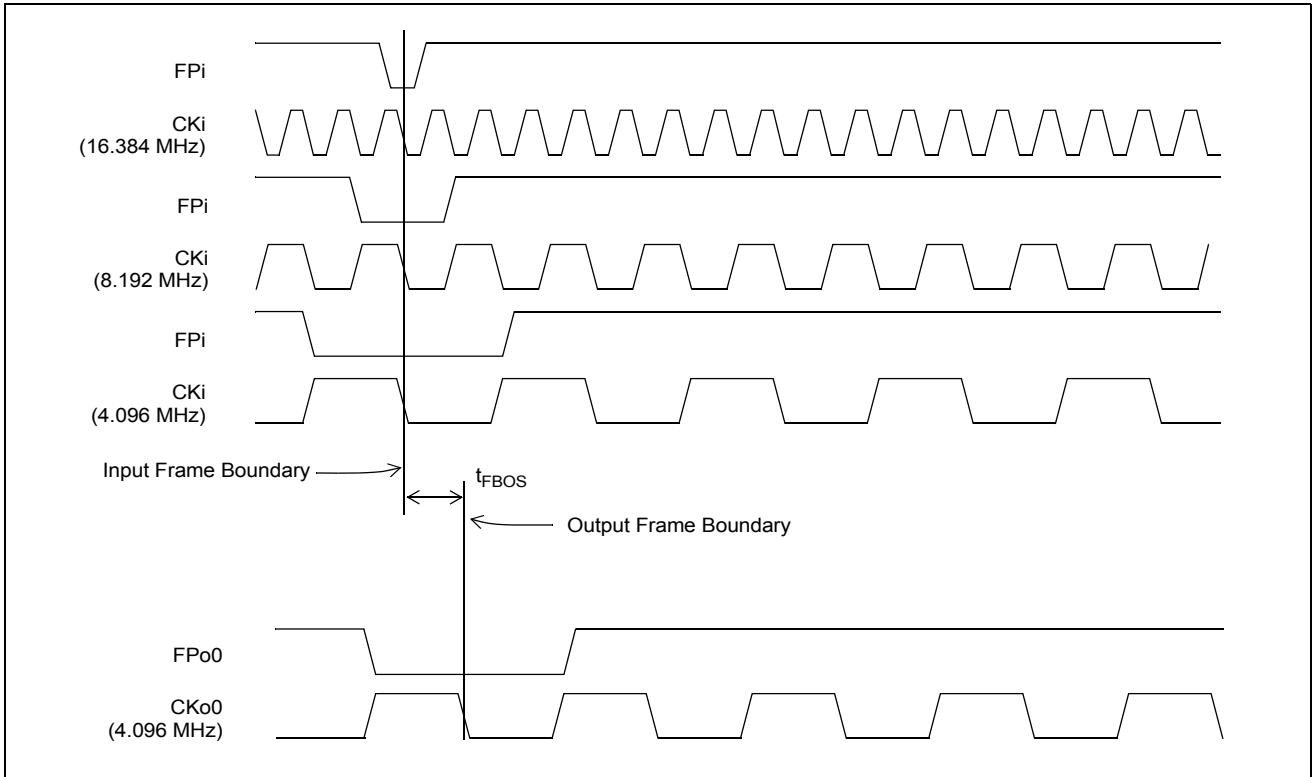 FPi
CKi
(16.384 MHz)
FPi
CKi
(8.192 MHz)
FPi
CKi
(4.096 MHz)
Input Frame Boundary
tFBOS
Output Frame Boundary
FPo0
CKo0
(4.096 MHz)